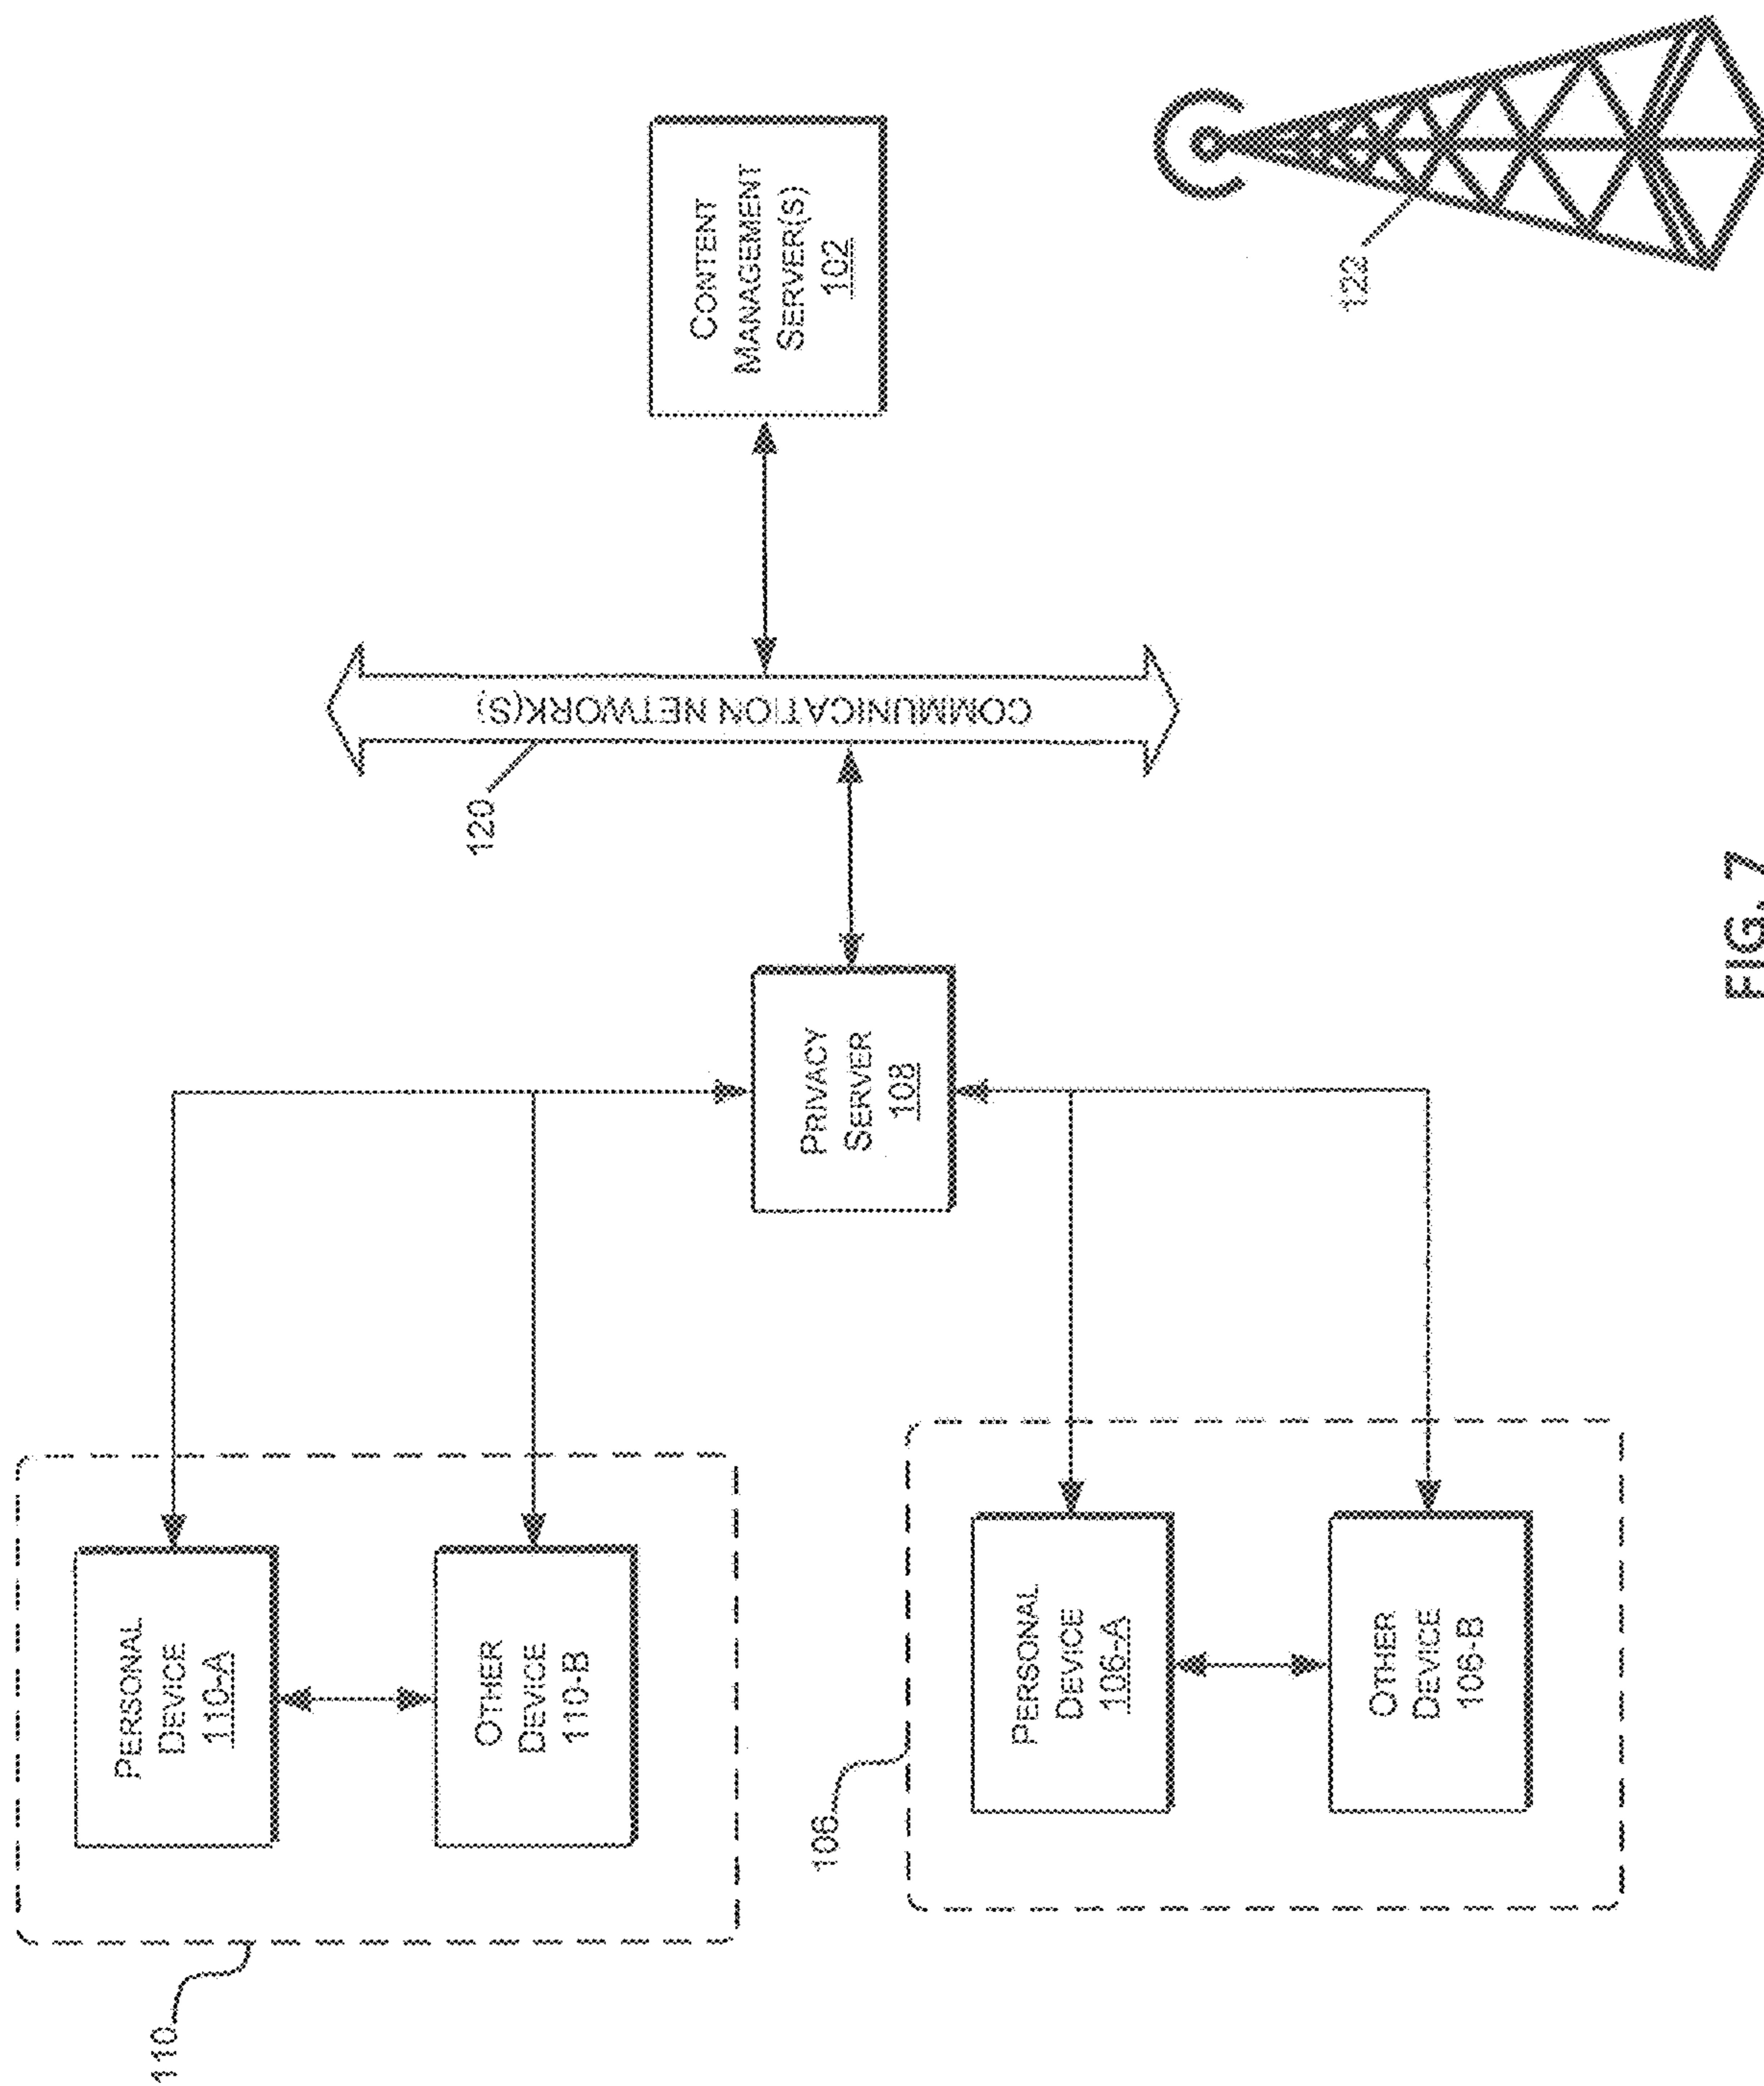 110
PERSONAL
DEVICE
110-A
OTHER
DEVICE
110-B
106
PERSONAL
DEVICE
106-A
OTHER
DEVICE
106-B
PRIVACY
SERVER
108
120
COMMUNICATION NETWORK(S)
CONTENT
MANAGEMENT
SERVER(S)
102
122
FIG. 7